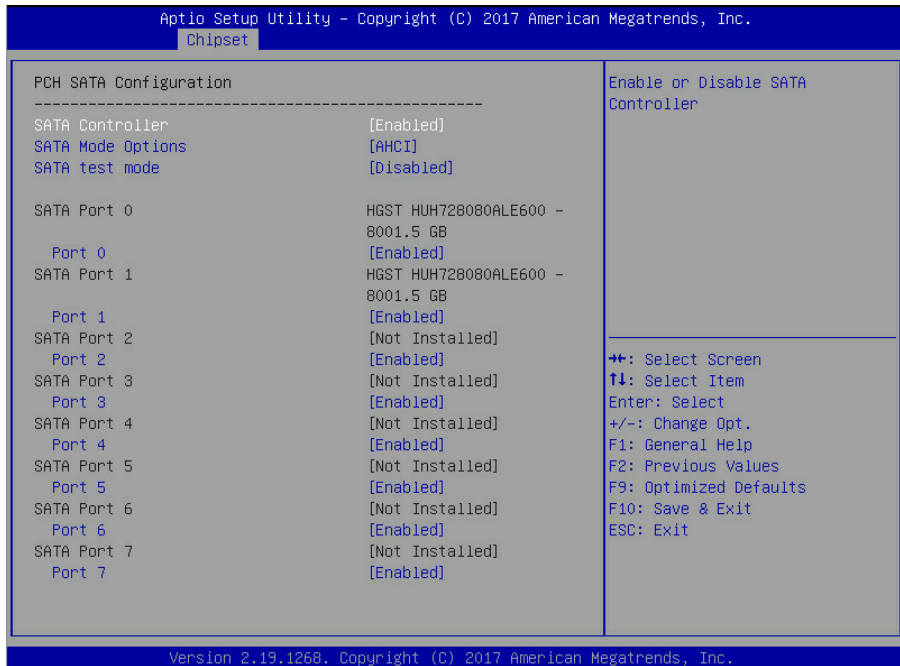 Aptio Setup Utility – Copyright (C) 2017 American Megatrends, Inc.
Chipset
PCH SATA Configuration
--------------------------------------------------
SATA Controller [Enabled]
SATA Mode Options [AHCI]
SATA test mode [Disabled]
SATA Port 0 HGST HUH728080ALE600 –
8001.5 GB
Port 0 [Enabled]
SATA Port 1 HGST HUH728080ALE600 –
8001.5 GB
Port 1 [Enabled]
SATA Port 2 [Not Installed]
Port 2 [Enabled]
SATA Port 3 [Not Installed]
Port 3 [Enabled]
SATA Port 4 [Not Installed]
Port 4 [Enabled]
SATA Port 5 [Not Installed]
Port 5 [Enabled]
SATA Port 6 [Not Installed]
Port 6 [Enabled]
SATA Port 7 [Not Installed]
Port 7 [Enabled]
Enable or Disable SATA
Controller
→←: Select Screen
↑↓: Select Item
Enter: Select
+/-: Change Opt.
F1: General Help
F2: Previous Values
F9: Optimized Defaults
F10: Save & Exit
ESC: Exit
Version 2.19.1268. Copyright (C) 2017 American Megatrends, Inc.